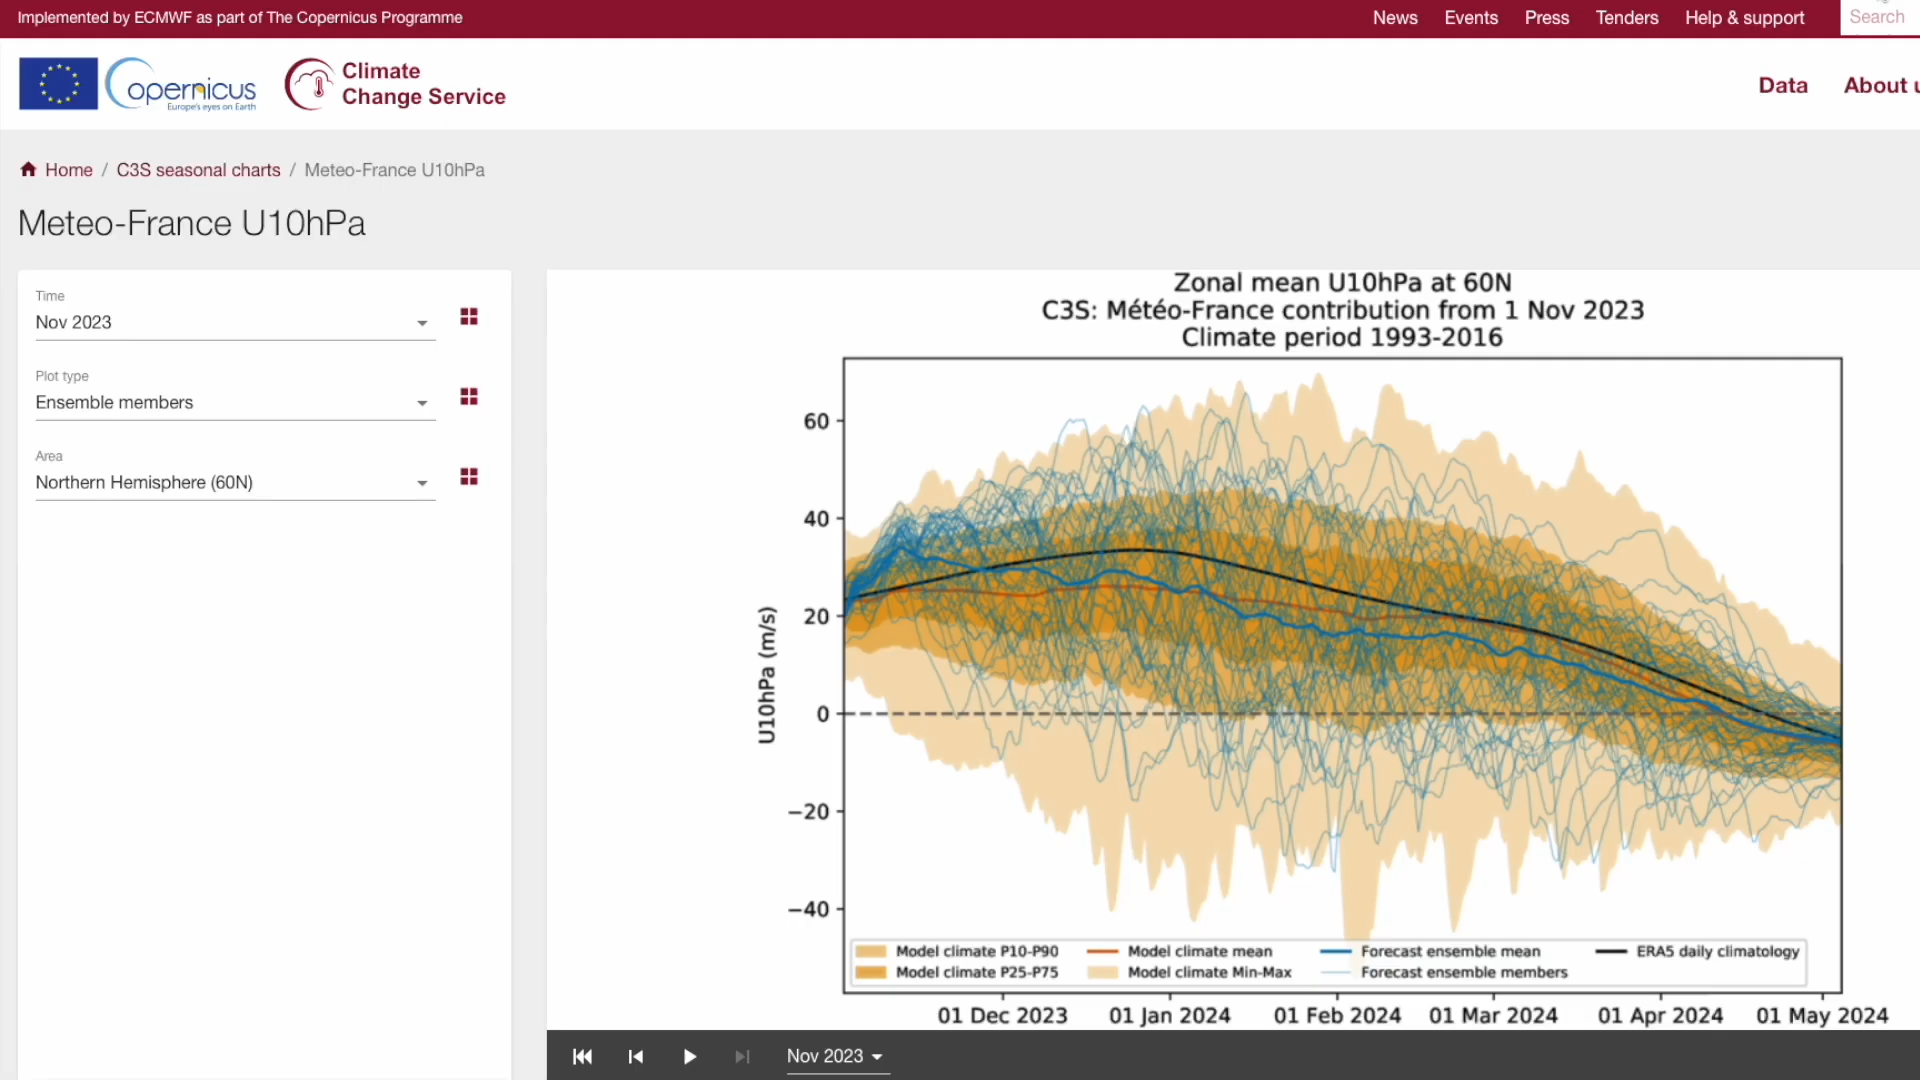 Implemented by ECMWF as part of The Copernicus Programme
News Events Press Tenders Help & support Search
opernicus
Europe's eyes on Earth
Climate
Change Service
Data About u
Home / C3S seasonal charts / Meteo-France U10hPa
Meteo-France U10hPa
Time
Nov 2023
Plot type
Ensemble members
Area
Northern Hemisphere (60N)
Zonal mean U10hPa at 60N
C3S: Météo-France contribution from 1 Nov 2023
Climate period 1993-2016
60
40
20
0
−20
−40
U10hPa (m/s)
Model climate P10-P90 Model climate mean Forecast ensemble mean ERA5 daily climatology
Model climate P25-P75 Model climate Min-Max Forecast ensemble members
01 Dec 2023 01 Jan 2024 01 Feb 2024 01 Mar 2024 01 Apr 2024 01 May 2024
Nov 2023